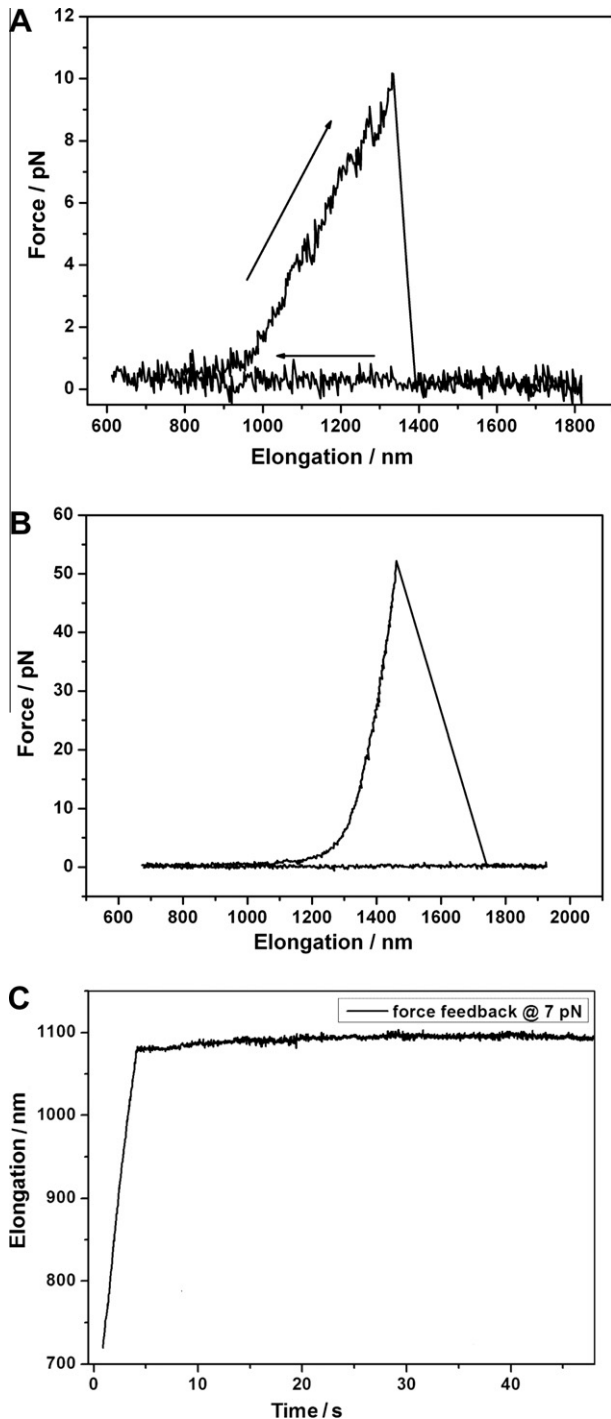 A
12
10
8
6
4
2
0
Force / pN
600 800 1000 1200 1400 1600 1800
Elongation / nm
B
60
50
40
30
20
10
0
Force / pN
600 800 1000 1200 1400 1600 1800 2000
Elongation / nm
C
force feedback @ 7 pN
1100
1000
900
800
700
Elongation / nm
0 10 20 30 40
Time / s